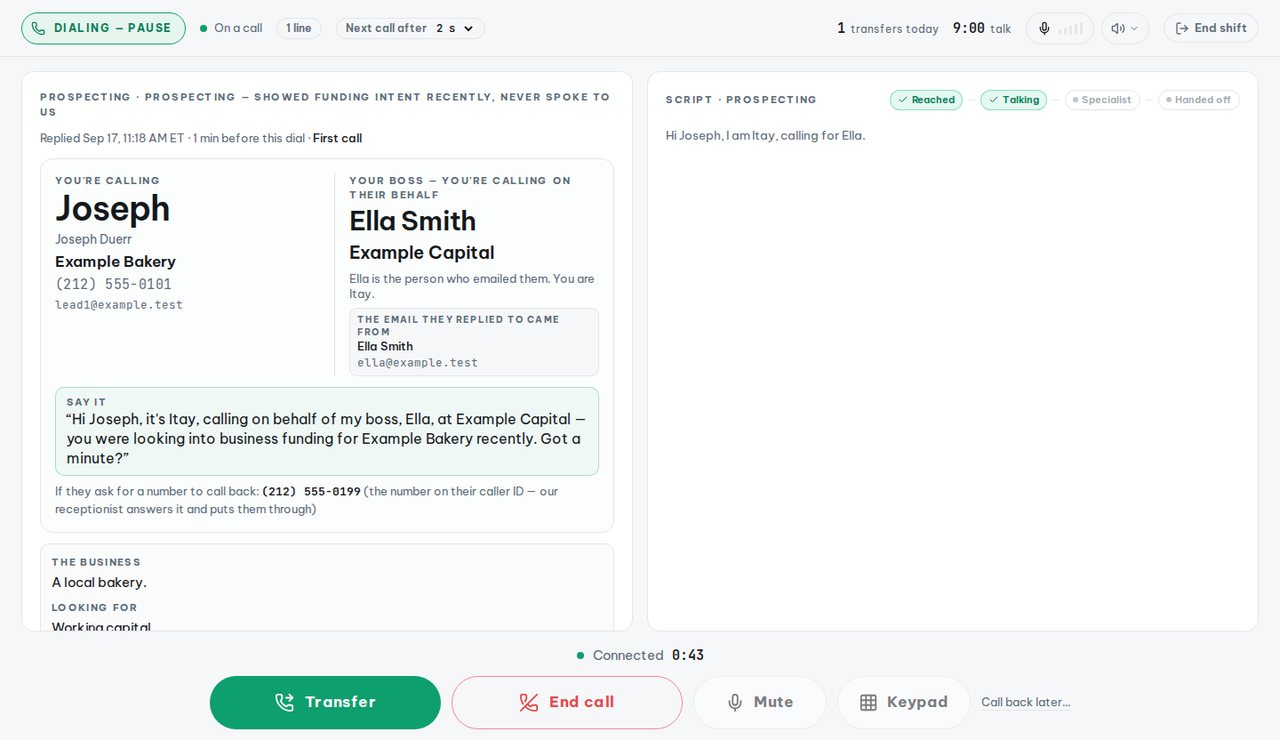 DIALING — PAUSE
On a call
1 line
Next call after 2 s
1 transfers today
9:00 talk
End shift
PROSPECTING · PROSPECTING — SHOWED FUNDING INTENT RECENTLY, NEVER SPOKE TO
US
Replied Sep 17, 11:18 AM ET · 1 min before this dial · First call
YOU'RE CALLING
Joseph
Joseph Duerr
Example Bakery
(212) 555-0101
lead1@example.test
YOUR BOSS — YOU'RE CALLING ON
THEIR BEHALF
Ella Smith
Example Capital
Ella is the person who emailed them. You are
Itay.
THE EMAIL THEY REPLIED TO CAME
FROM
Ella Smith
ella@example.test
SAY IT
“Hi Joseph, it's Itay, calling on behalf of my boss, Ella, at Example Capital —
you were looking into business funding for Example Bakery recently. Got a
minute?”
If they ask for a number to call back: (212) 555-0199 (the number on their caller ID — our
receptionist answers it and puts them through)
THE BUSINESS
A local bakery.
LOOKING FOR
Working capital
SCRIPT · PROSPECTING
Reached
Talking
Specialist
Handed off
Hi Joseph, I am Itay, calling for Ella.
Connected 0:43
Transfer
End call
Mute
Keypad
Call back later…